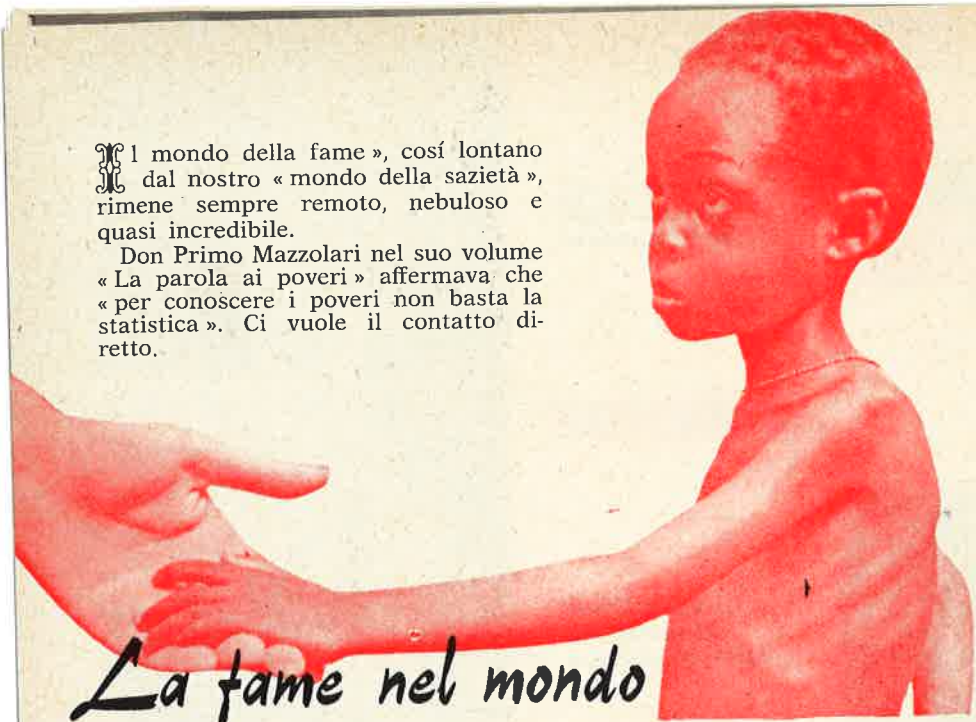 Il mondo della fame », cosí lontano
dal nostro « mondo della sazietà »,
rimene sempre remoto, nebuloso e
quasi incredibile.
Don Primo Mazzolari nel suo volume
« La parola ai poveri » affermava che
« per conoscere i poveri non basta la
statistica ». Ci vuole il contatto di-
retto.
La fame nel mondo